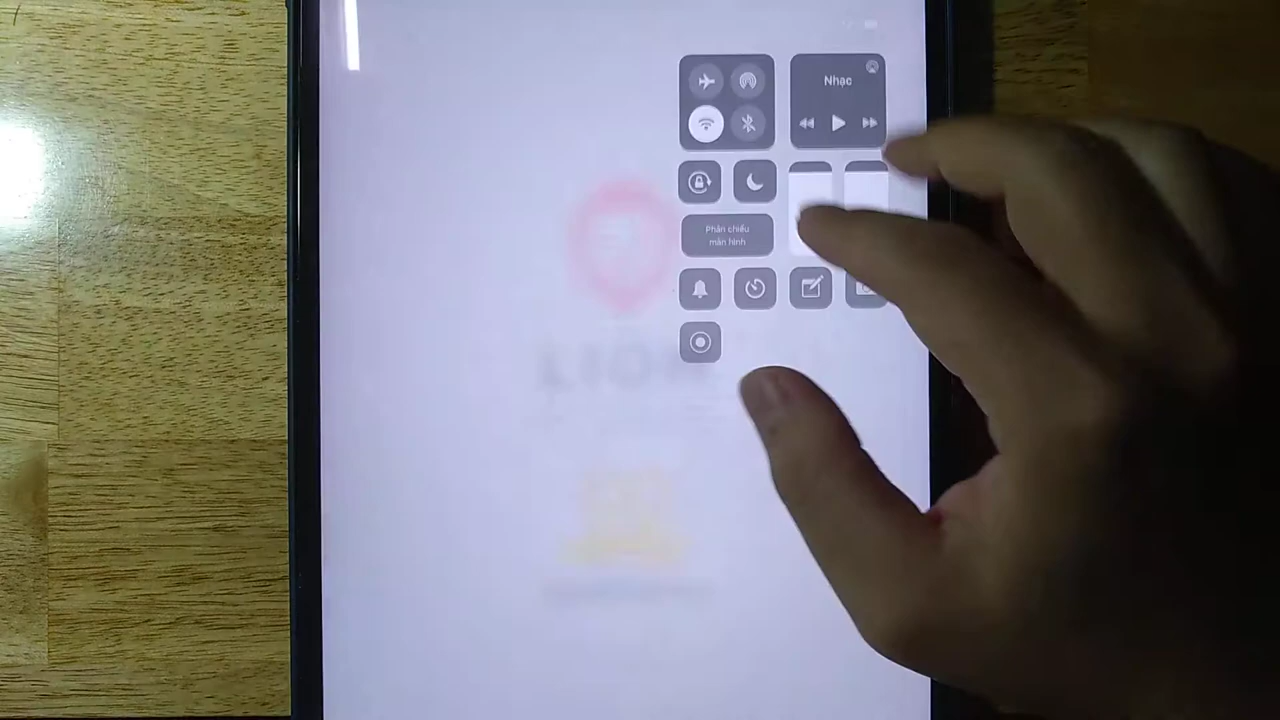 Nhạc
Phản chiếu
màn hình